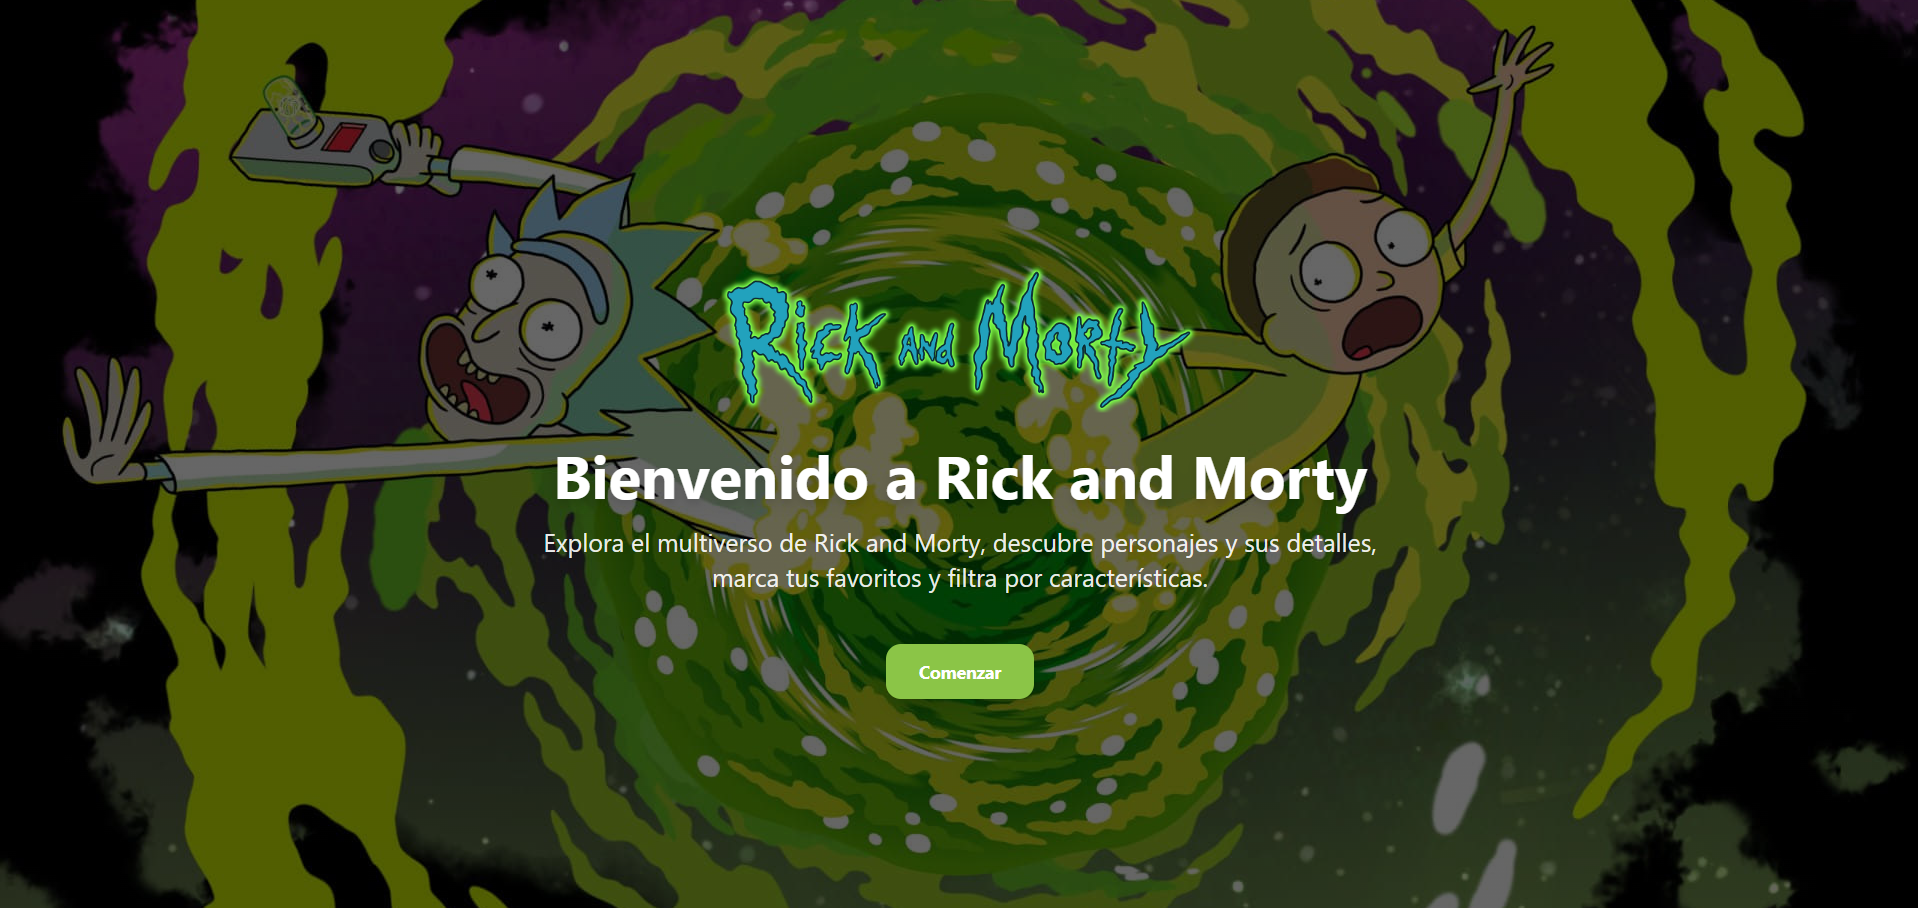 Rick and Morty
Bienvenido a Rick and Morty
Explora el multiverso de Rick and Morty, descubre personajes y sus detalles,
marca tus favoritos y filtra por características.
Comenzar